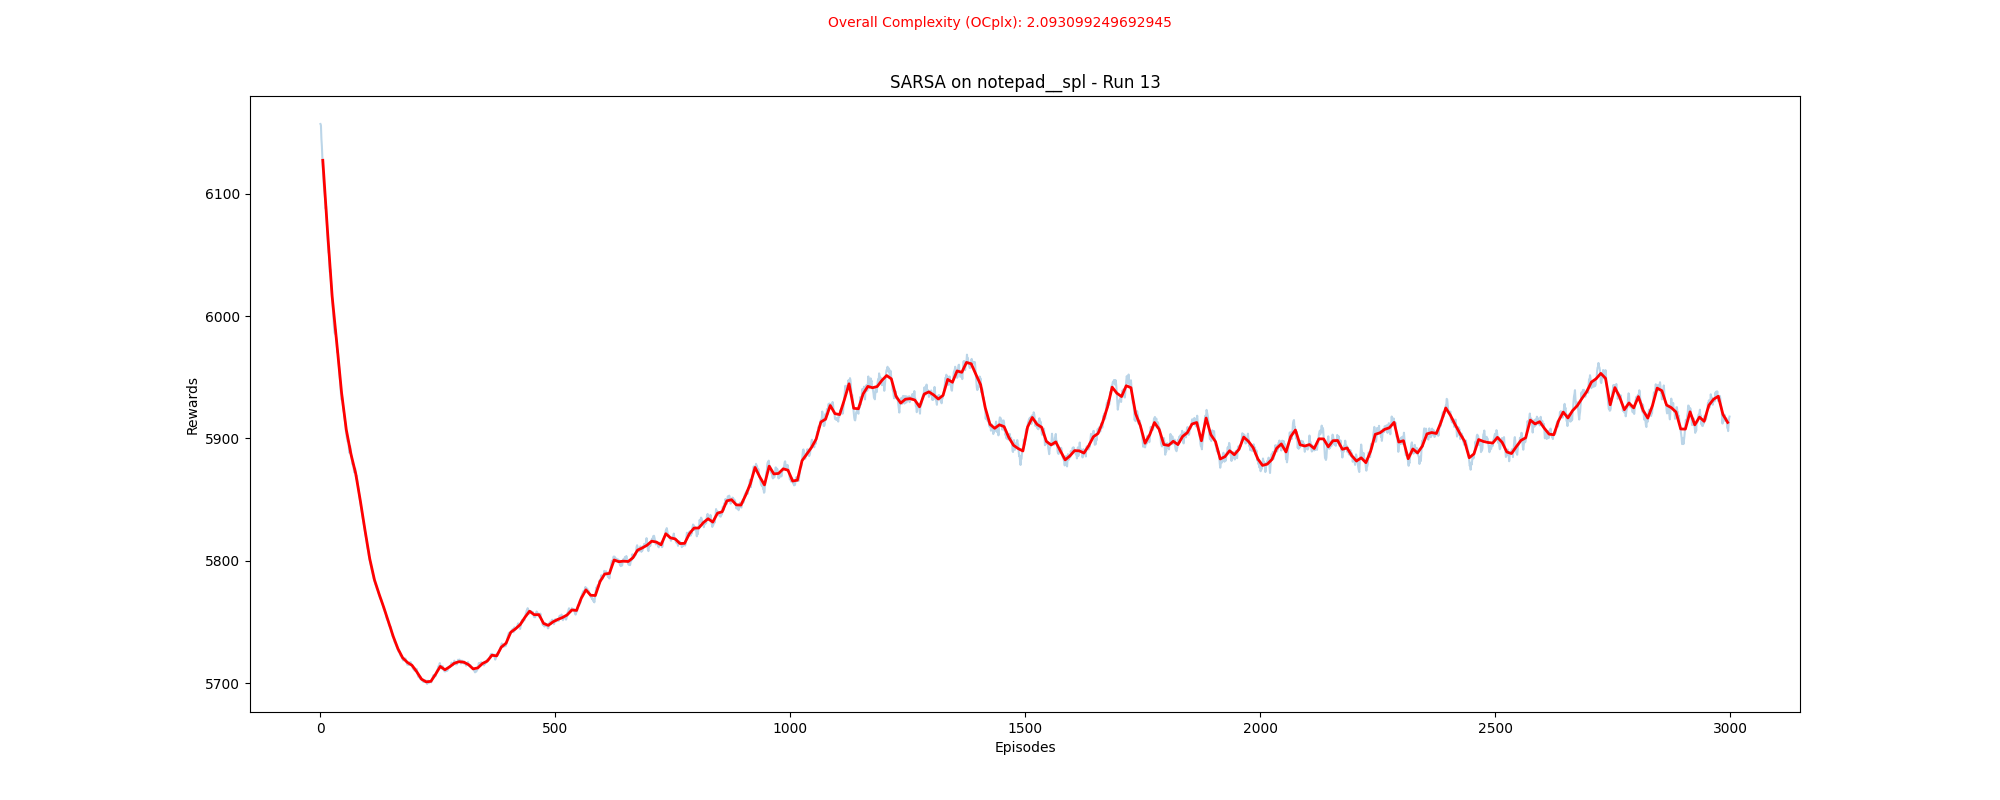 Overall Complexity (OCplx): 2.093099249692945
SARSA on notepad__spl - Run 13
Rewards
6100
6000
5900
5800
5700
0 500 1000 1500 2000 2500 3000
Episodes